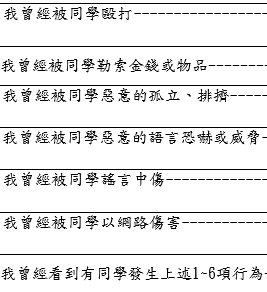 我曾經被同學毆打-----------------
我曾經被同學勒索金錢或物品--------
我曾經被同學惡意的孤立、排擠-----
我曾經被同學惡意的語言恐嚇或威脅-
我曾經被同學謠言中傷-------------
我曾經被同學以網路傷害-----------
我曾經看到有同學發生上述1~6項行為-